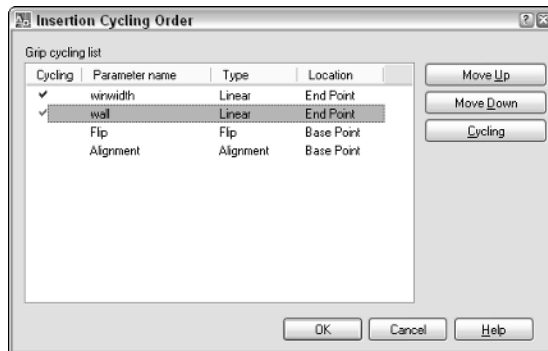 Insertion Cycling Order
Grip cycling list
Cycling Parameter name Type Location
winwidth Linear End Point
wall Linear End Point
Flip Flip Base Point
Alignment Alignment Base Point
Move Up
Move Down
Cycling
OK Cancel Help